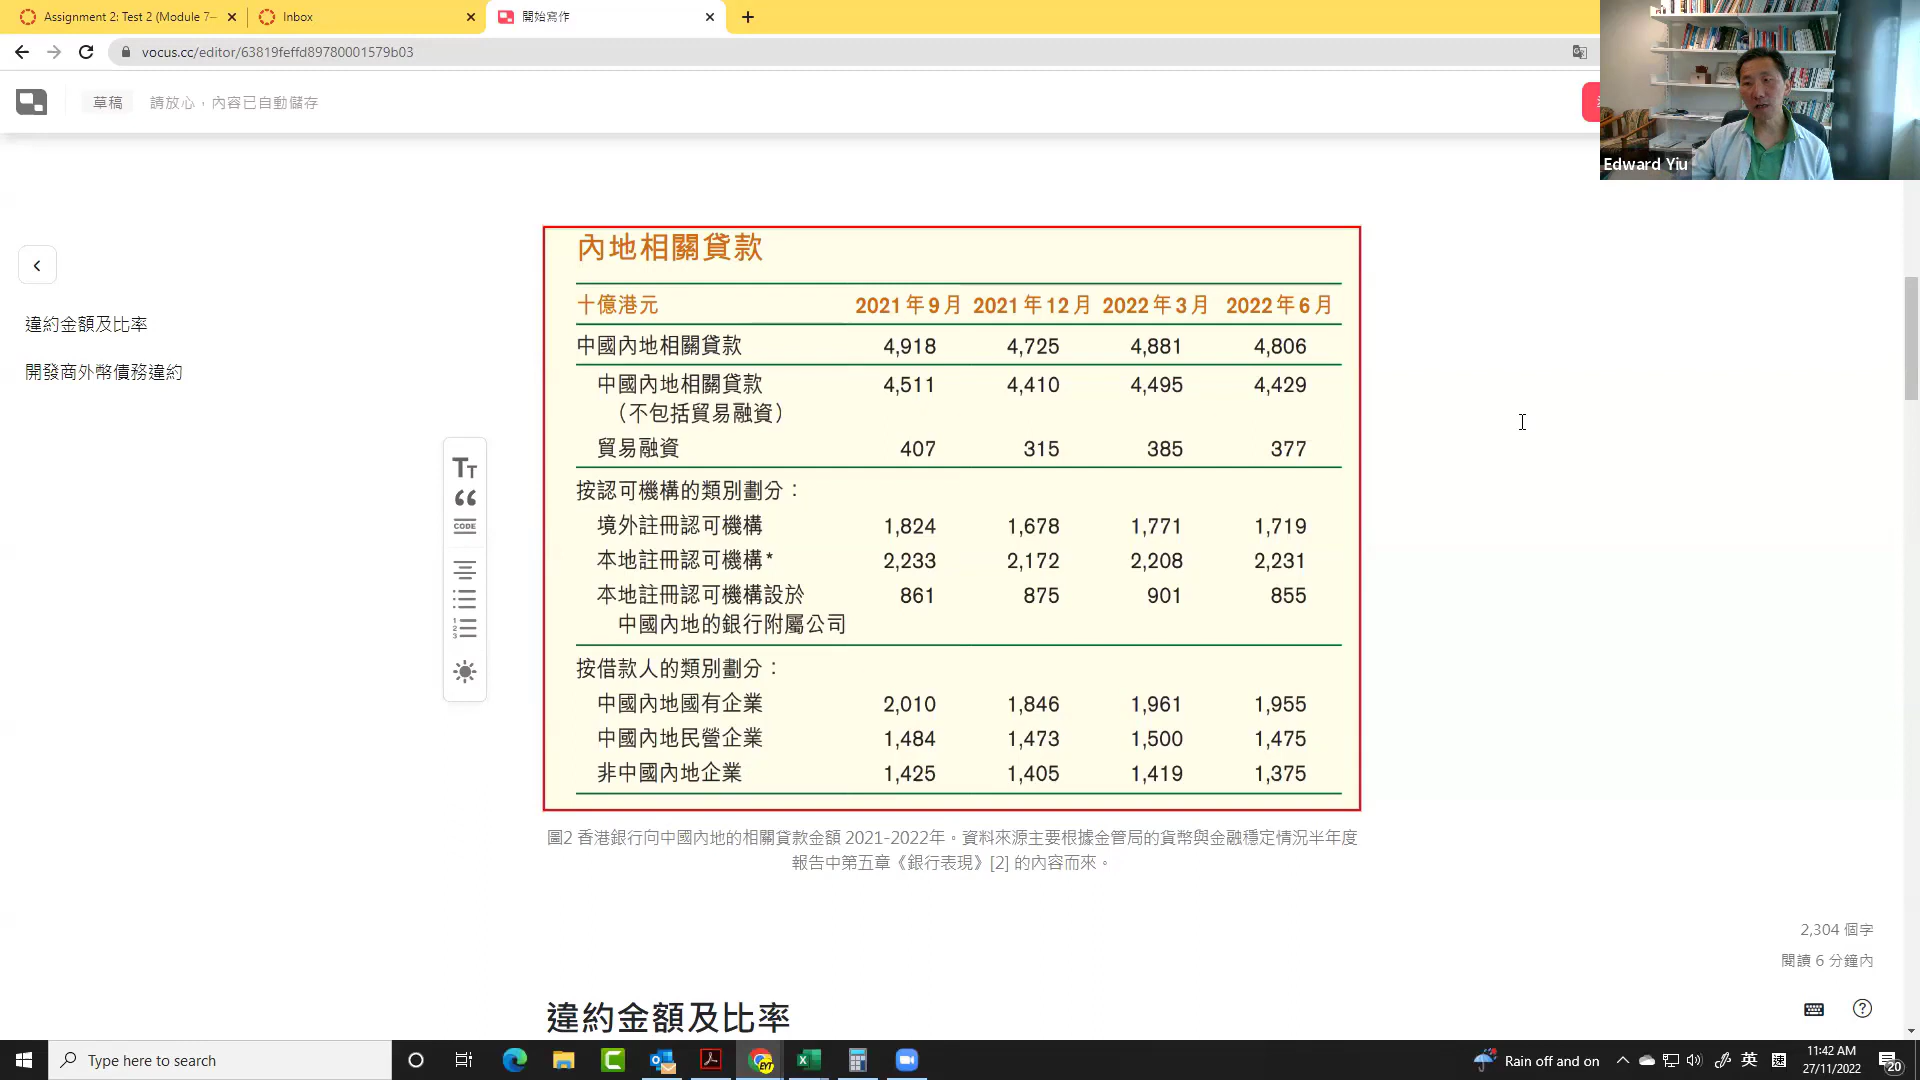 Assignment 2: Test 2 (Module 7–
Inbox
開始寫作
vocus.cc/editor/63819feffd89780001579b03
草稿
請放心，內容已自動儲存
Edward Yiu
違約金額及比率
開發商外幣債務違約
TT
CODE
內地相關貸款
十億港元 2021年9月 2021年12月 2022年3月 2022年6月
中國內地相關貸款 4,918 4,725 4,881 4,806
中國內地相關貸款 4,511 4,410 4,495 4,429
（不包括貿易融資）
貿易融資 407 315 385 377
按認可機構的類別劃分：
境外註冊認可機構 1,824 1,678 1,771 1,719
本地註冊認可機構* 2,233 2,172 2,208 2,231
本地註冊認可機構設於 861 875 901 855
中國內地的銀行附屬公司
按借款人的類別劃分：
中國內地國有企業 2,010 1,846 1,961 1,955
中國內地民營企業 1,484 1,473 1,500 1,475
非中國內地企業 1,425 1,405 1,419 1,375
圖2 香港銀行向中國內地的相關貸款金額 2021-2022年。資料來源主要根據金管局的貨幣與金融穩定情況半年度
報告中第五章《銀行表現》[2] 的內容而來。
2,304 個字
閱讀 6 分鐘內
違約金額及比率
Type here to search
Rain off and on
英
11:42 AM
27/11/2022
20